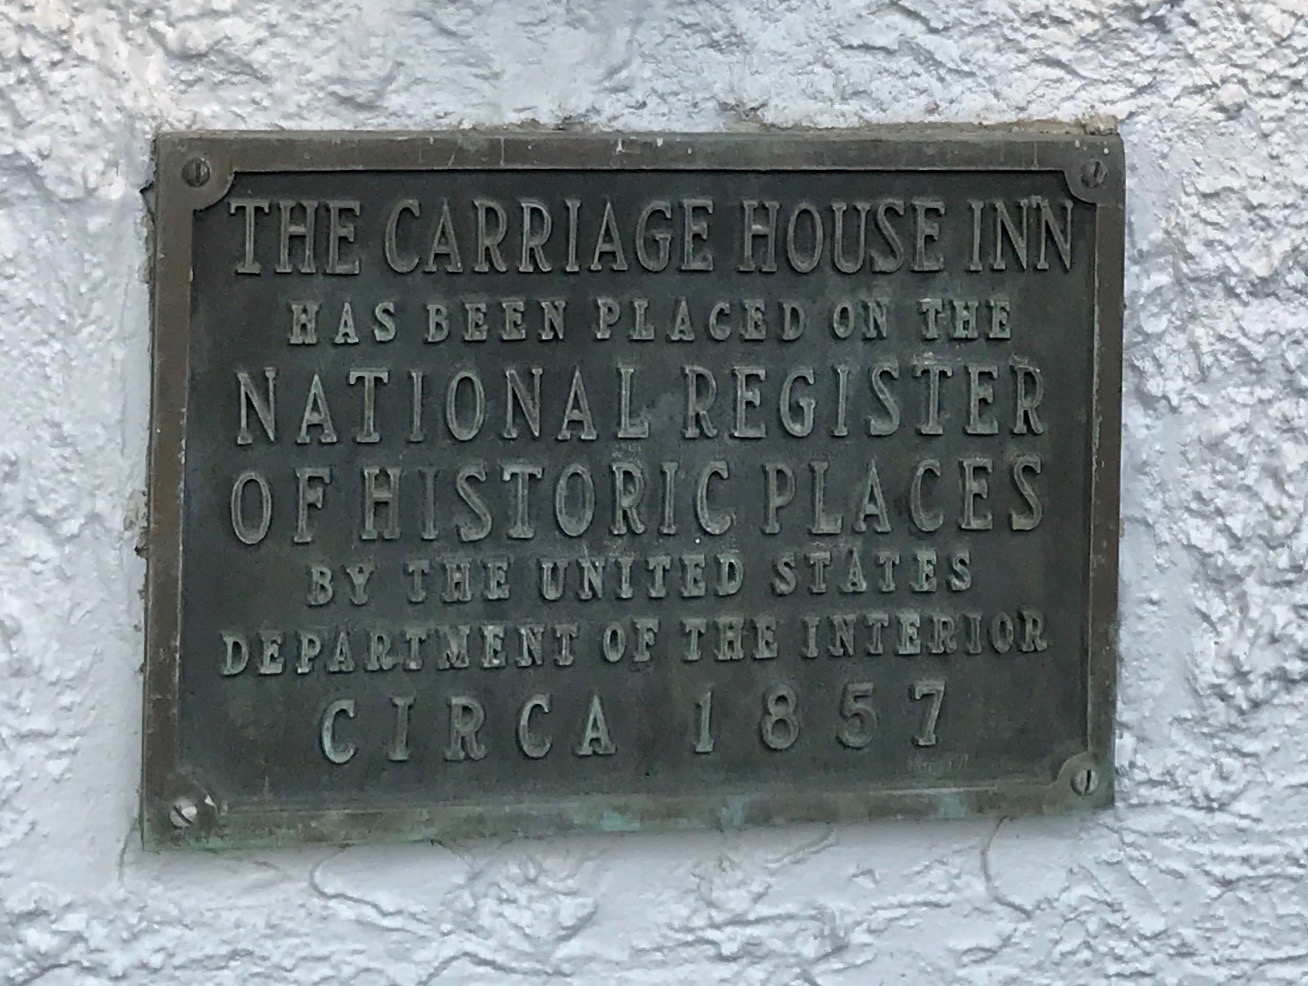 THE CARRIAGE HOUSE INN
HAS BEEN PLACED ON THE
NATIONAL REGISTER
OF HISTORIC PLACES
BY THE UNITED STATES
DEPARTMENT OF THE INTERIOR
CIRCA 1857